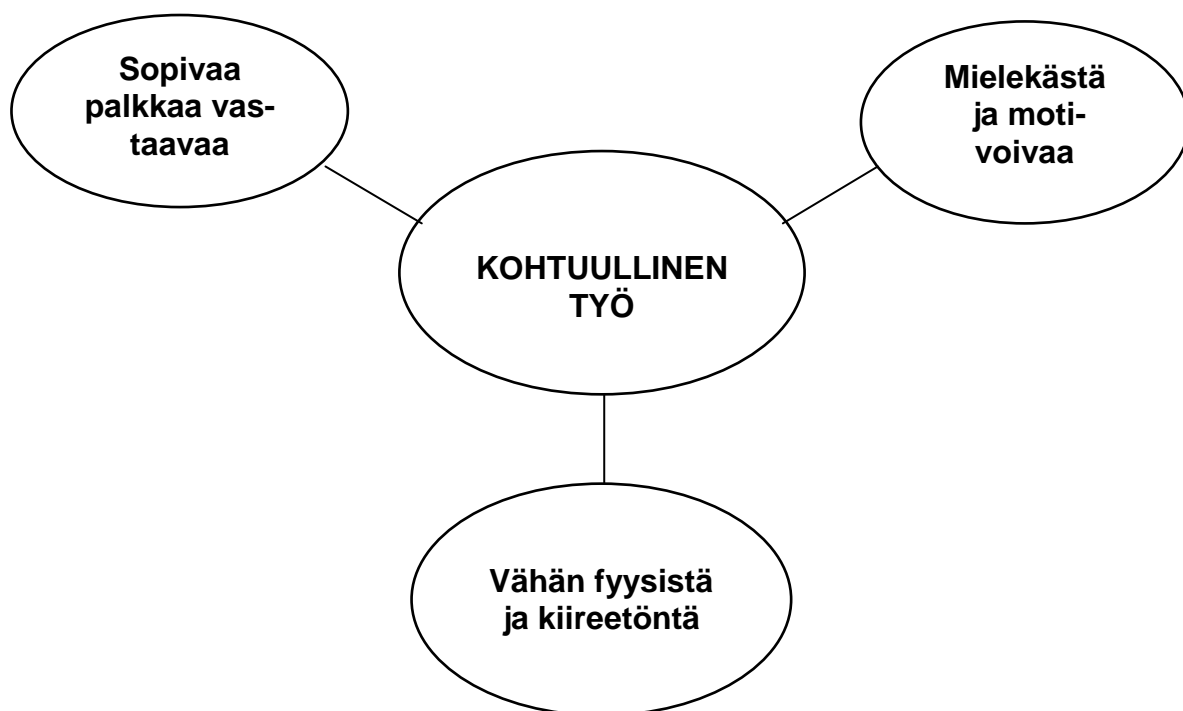 Sopivaa
palkkaa vas-
taavaa
Mielekästä
ja moti-
voivaa
KOHTUULLINEN
TYÖ
Vähän fyysistä
ja kiireetöntä